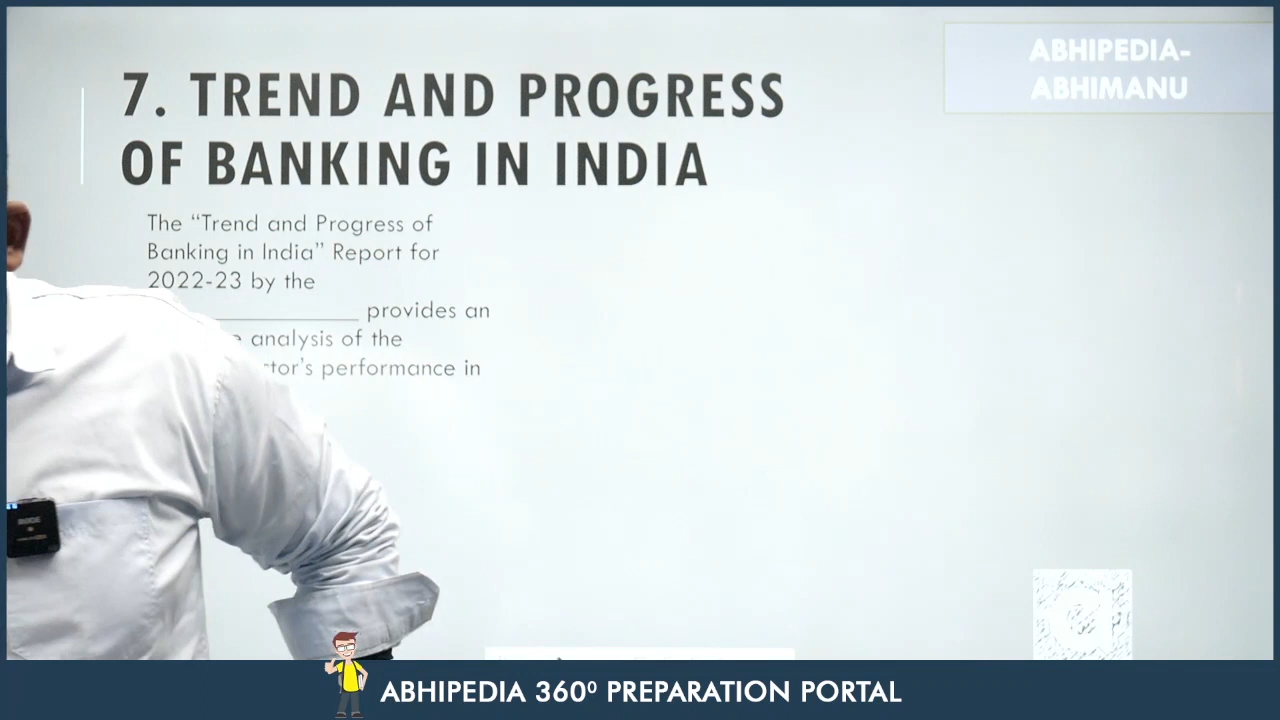 7. TREND AND PROGRESS
OF BANKING IN INDIA
ABHIPEDIA-
ABHIMANU
The “Trend and Progress of
Banking in India” Report for
2022-23 by the
______________ provides an
analysis of the
performance in
ABHIPEDIA 360⁰ PREPARATION PORTAL